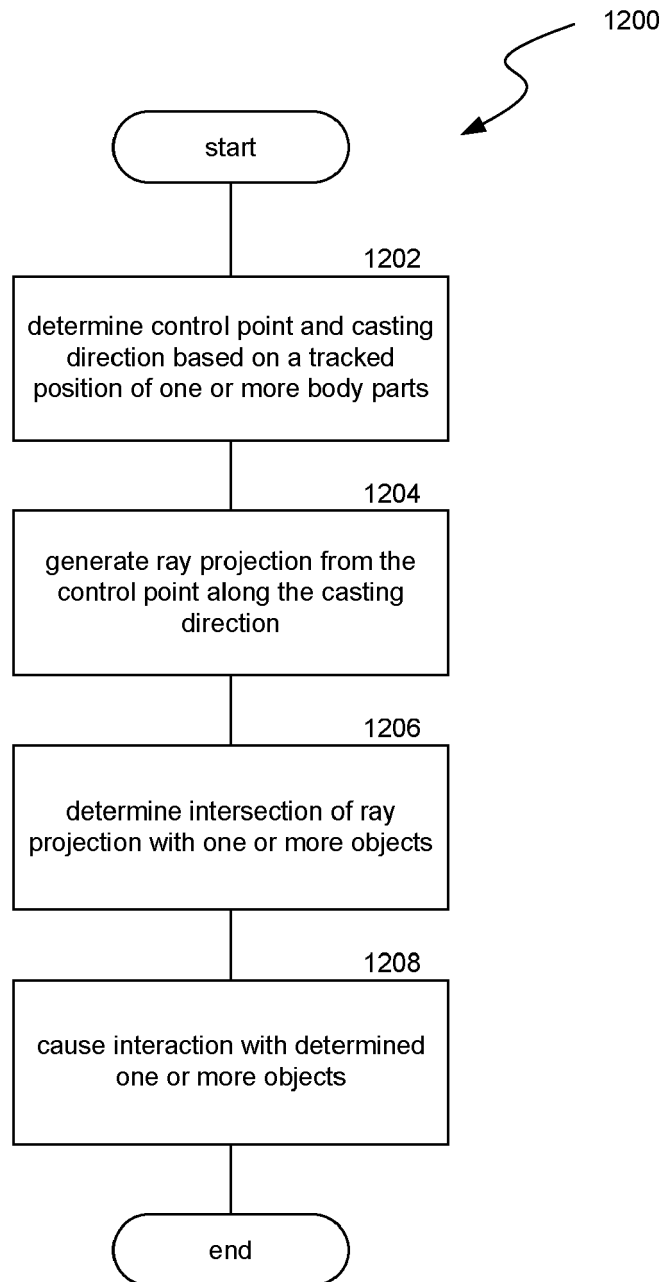 1200
start
1202
determine control point and casting
direction based on a tracked
position of one or more body parts
1204
generate ray projection from the
control point along the casting
direction
1206
determine intersection of ray
projection with one or more objects
1208
cause interaction with determined
one or more objects
end